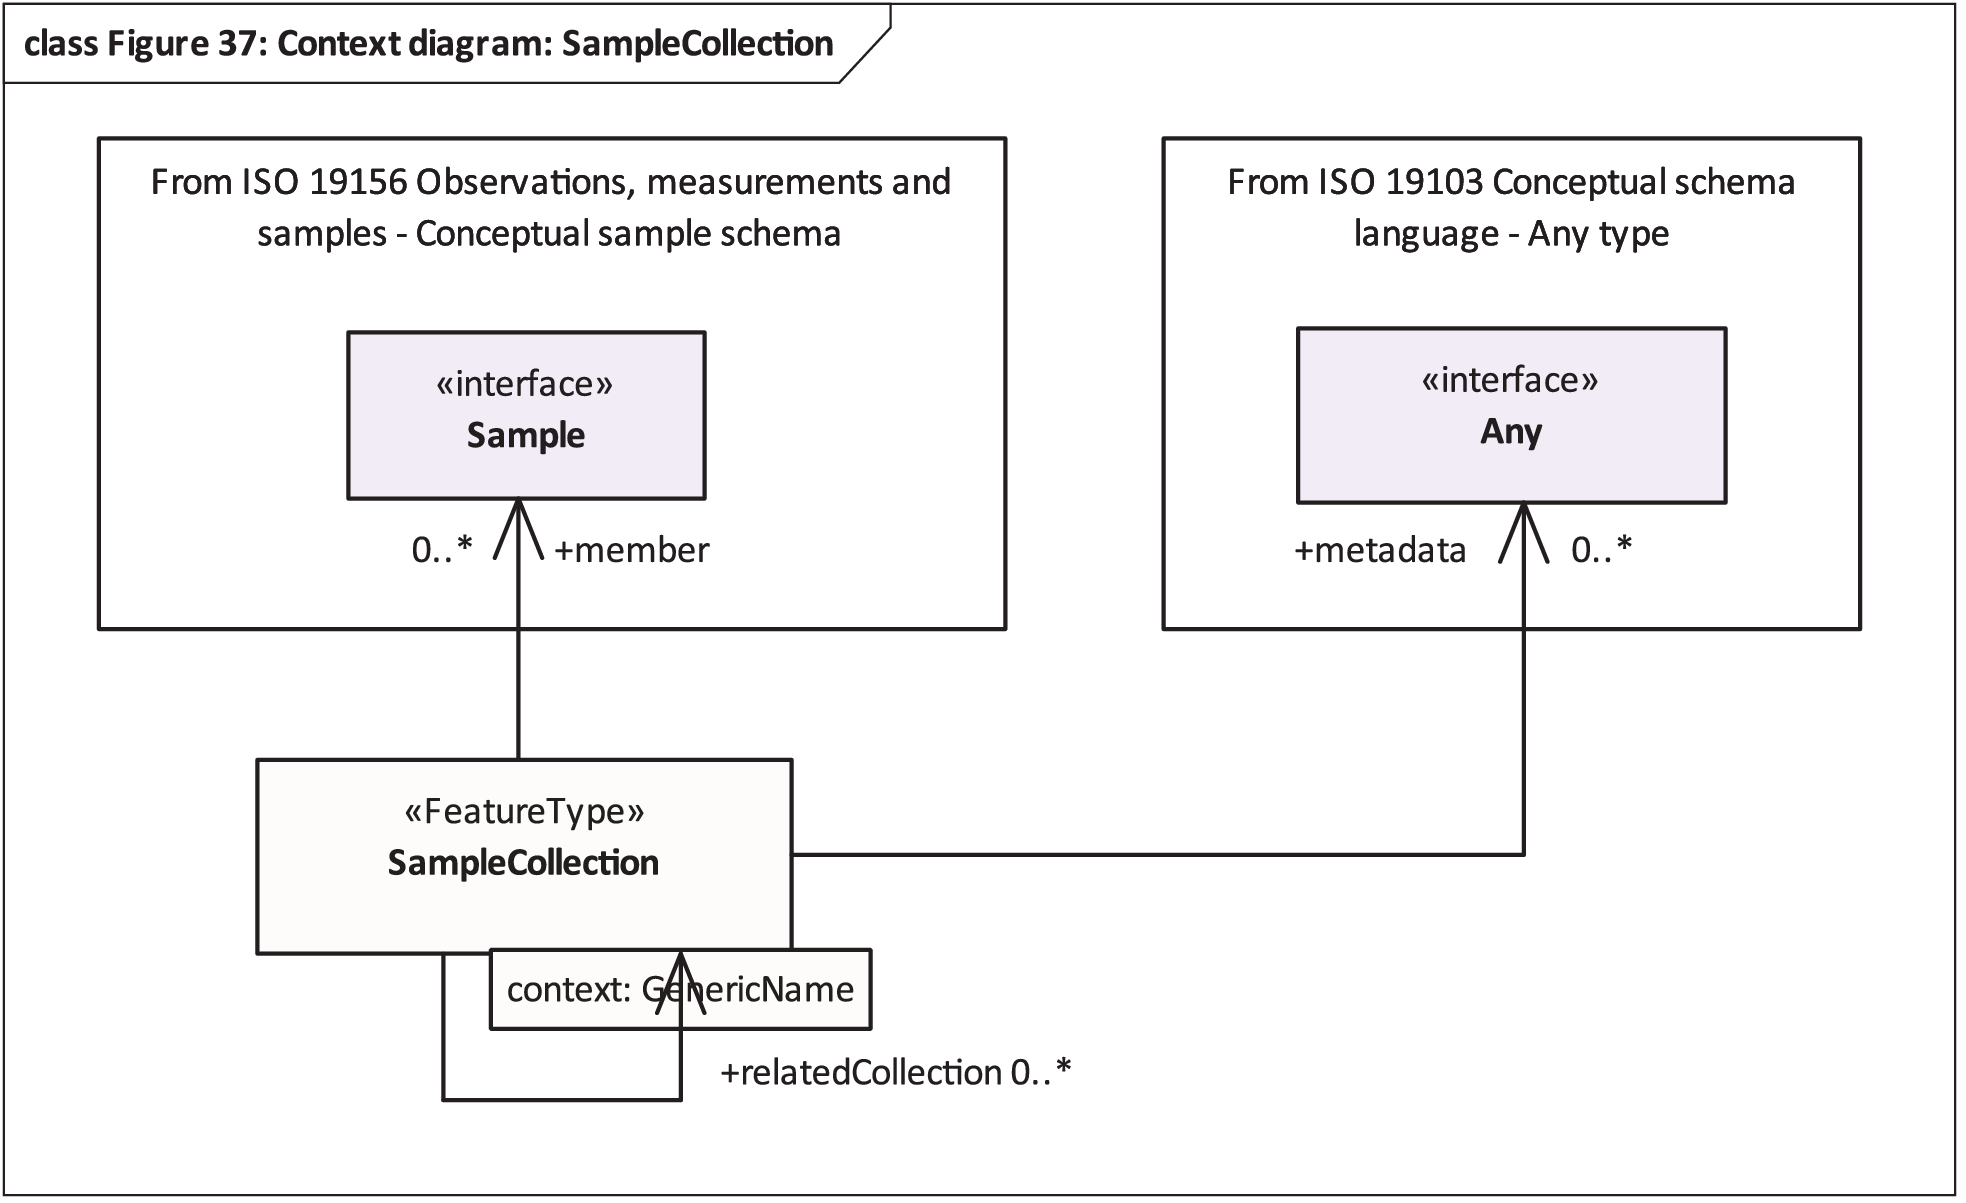 class Figure 37: Context diagram: SampleCollection
From ISO 19156 Observations, measurements and
samples - Conceptual sample schema
«interface»
Sample
0..* +member
From ISO 19103 Conceptual schema
language - Any type
«interface»
Any
+metadata 0..*
«FeatureType»
SampleCollection
context: GenericName
+relatedCollection 0..*